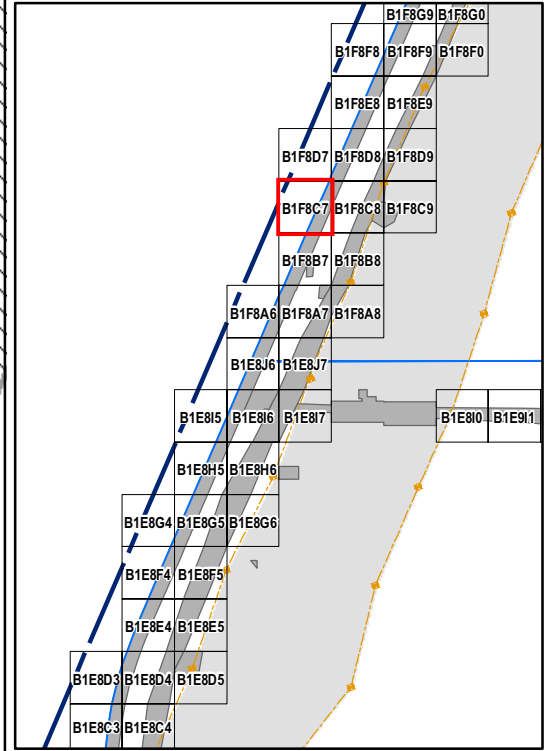 B1F8G9 B1F8G0
B1F8F8 B1F8F9 B1F8F0
B1F8E8 B1F8E9
B1F8D7 B1F8D8 B1F8D9
B1F8C7 B1F8C8 B1F8C9
B1F8B7 B1F8B8
B1F8A6 B1F8A7 B1F8A8
B1E8J6 B1E8J7
B1E8I5 B1E8I6 B1E8I7 B1E8I0 B1E9I1
B1E8H5 B1E8H6
B1E8G4 B1E8G5 B1E8G6
B1E8F4 B1E8F5
B1E8E4 B1E8E5
B1E8D3 B1E8D4 B1E8D5
B1E8C3 B1E8C4